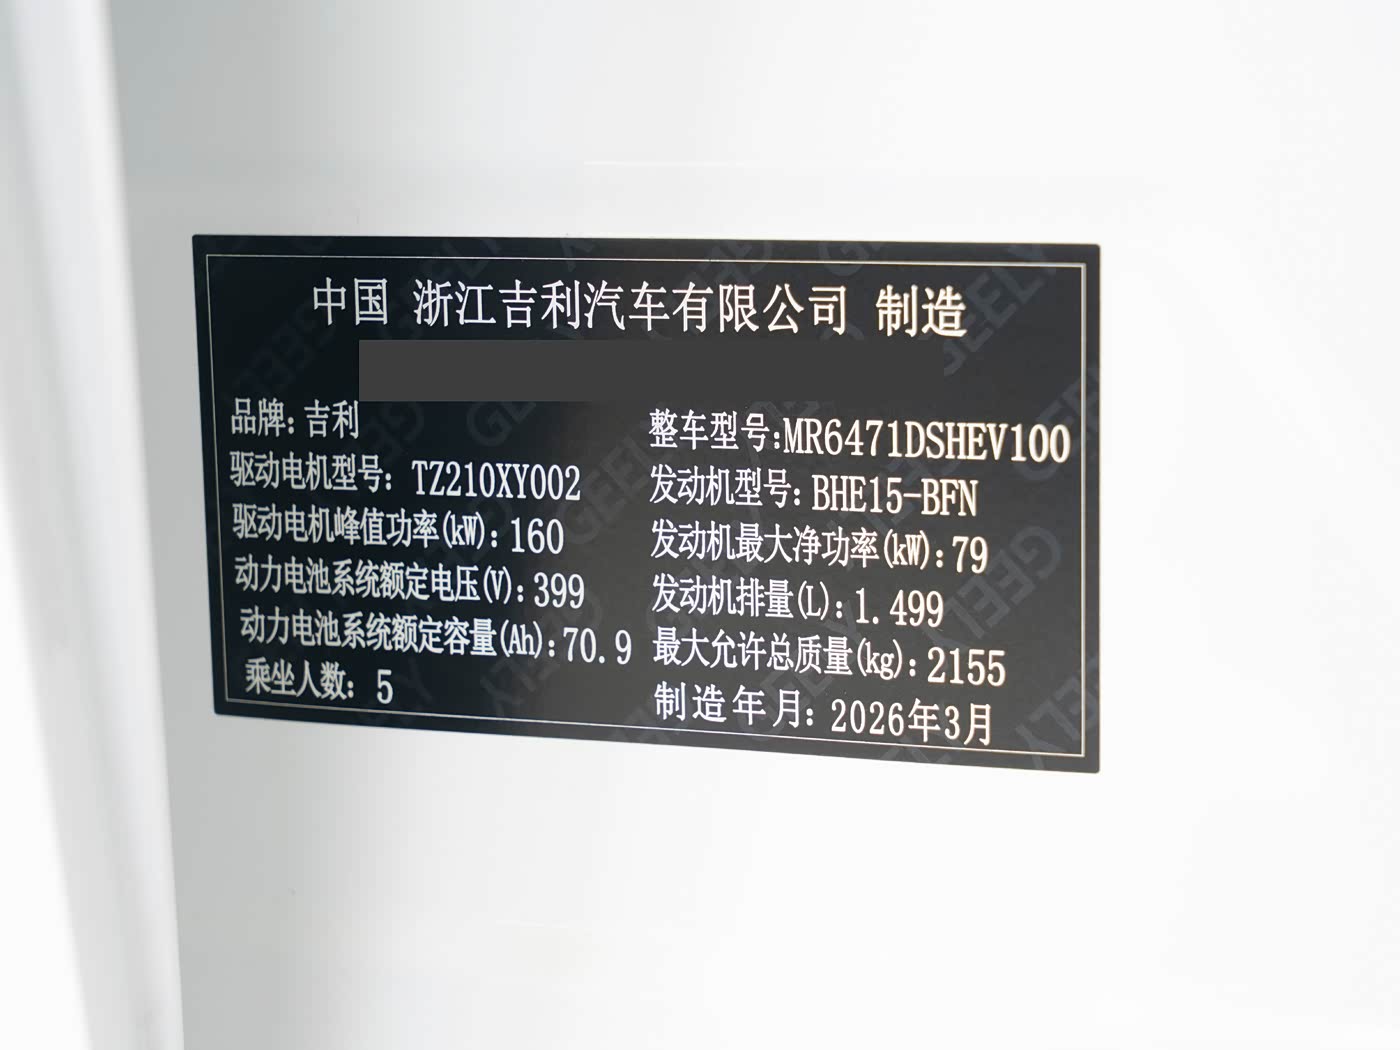 中国 浙江吉利汽车有限公司 制造
品牌：吉利
整车型号：MR6471DSHEV100
驱动电机型号：TZ210XY002
发动机型号：BHE15-BFN
驱动电机峰值功率(kW)：160
发动机最大净功率(kW)：79
动力电池系统额定电压(V)：399
发动机排量(L)：1.499
动力电池系统额定容量(Ah)：70.9
最大允许总质量(kg)：2155
乘坐人数：5
制造年月：2026年3月
GEELY